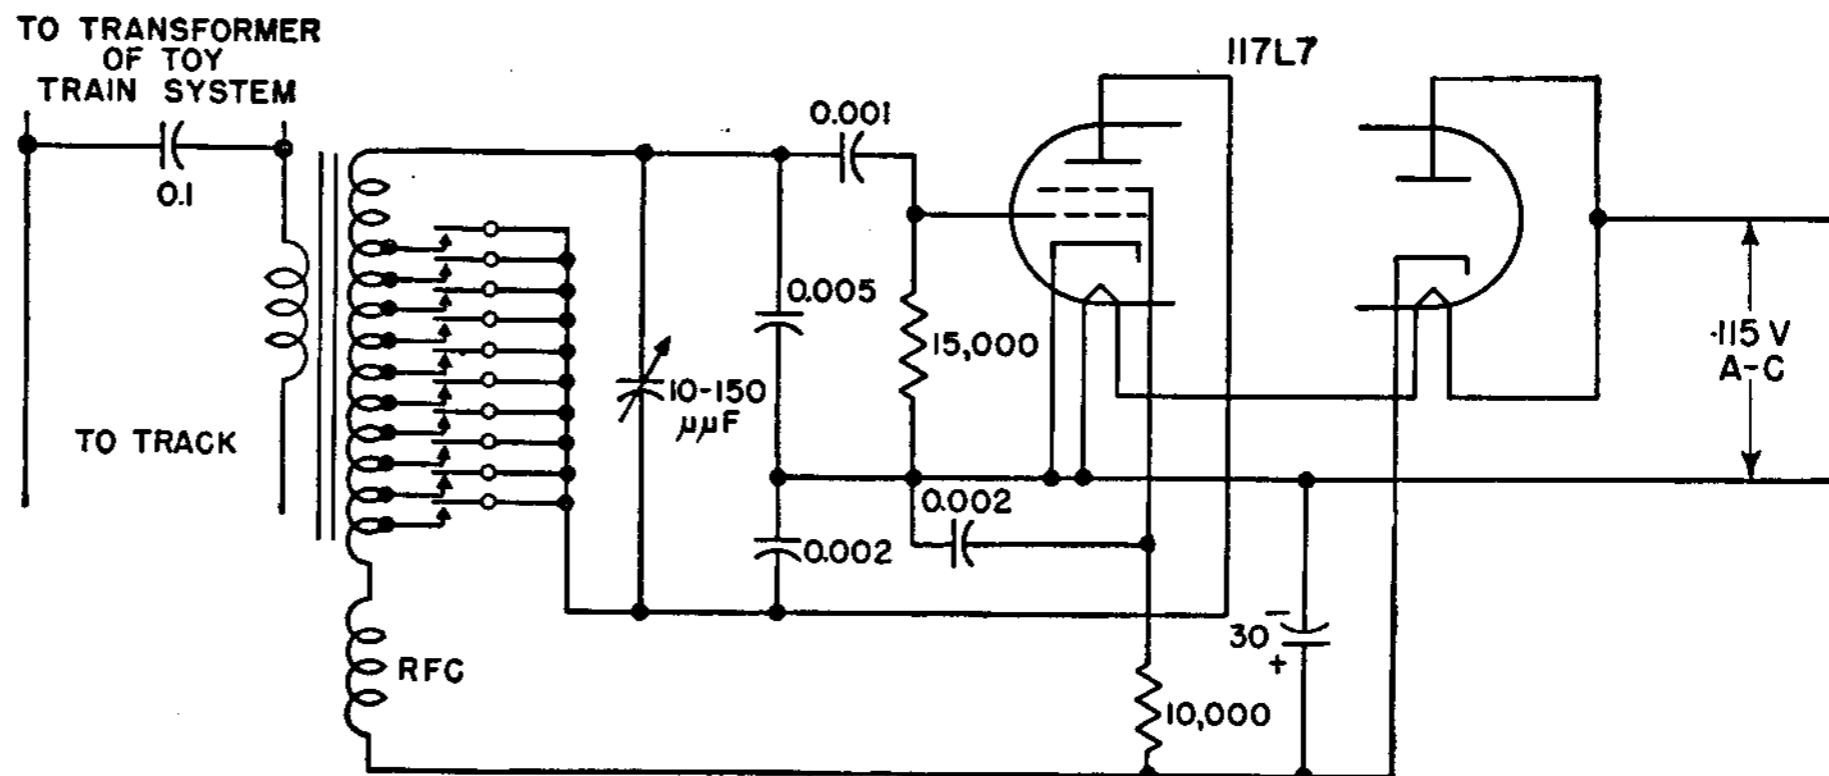 TO TRANSFORMER
OF TOY
TRAIN SYSTEM
0.1
TO TRACK
0.001
117L7
0.005
15,000
10-150
μμF
115 V
A-C
0.002
0.002
RFC
30
−
+
10,000